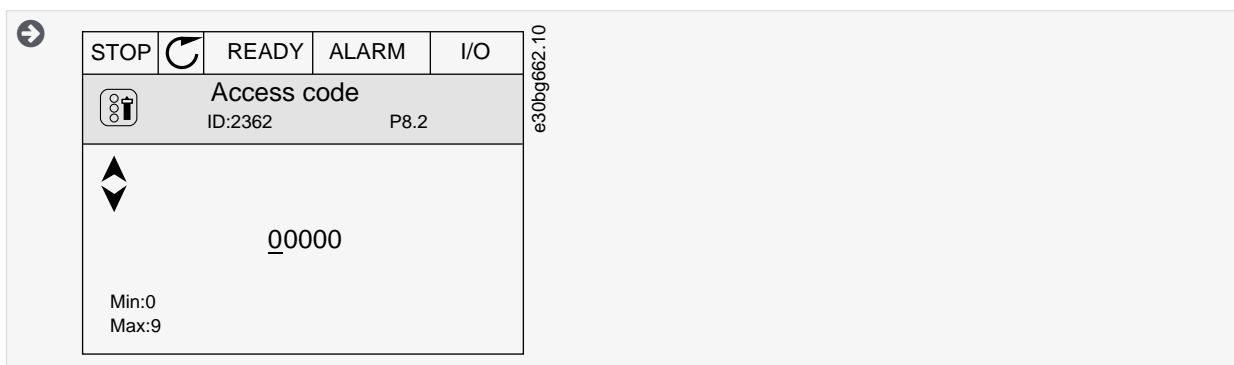 STOP READY ALARM I/O
Access code
ID:2362 P8.2
00000
Min:0
Max:9
e30bg662.10